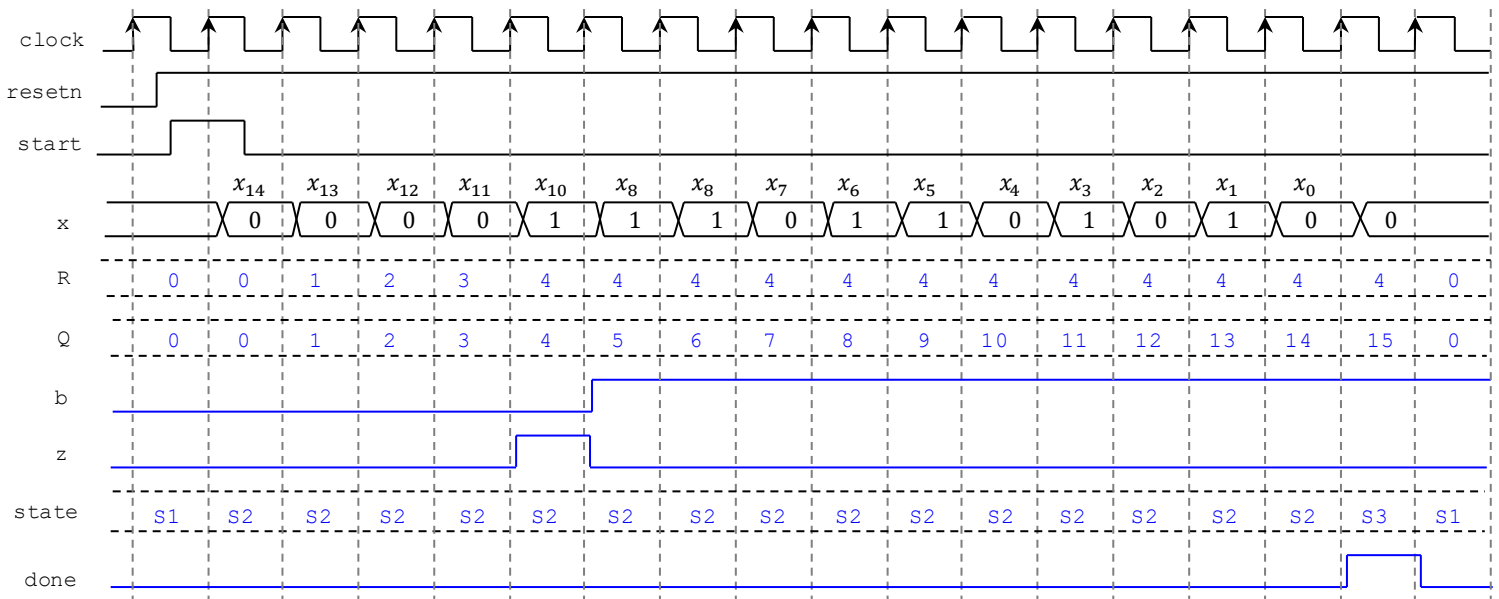 clock
resetn
start
x₁₄ x₁₃ x₁₂ x₁₁ x₁₀ x₈ x₈ x₇ x₆ x₅ x₄ x₃ x₂ x₁ x₀
x 0 0 0 0 1 1 1 0 1 1 0 1 0 1 0 0
R 0 0 1 2 3 4 4 4 4 4 4 4 4 4 4 4 0
Q 0 0 1 2 3 4 5 6 7 8 9 10 11 12 13 14 15 0
b
z
state S1 S2 S2 S2 S2 S2 S2 S2 S2 S2 S2 S2 S2 S2 S2 S2 S3 S1
done